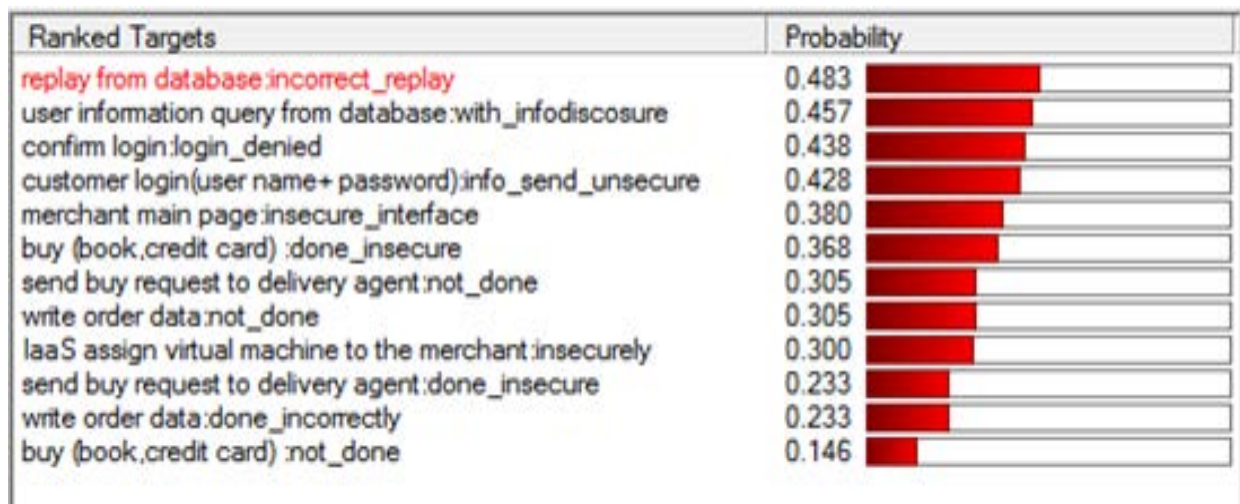 Ranked Targets Probability
replay from database:incorrect_replay 0.483
user information query from database:with_infodiscosure 0.457
confirm login:login_denied 0.438
customer login(user name+ password):info_send_unsecure 0.428
merchant main page:insecure_interface 0.380
buy (book,credit card) :done_insecure 0.368
send buy request to delivery agent:not_done 0.305
write order data:not_done 0.305
IaaS assign virtual machine to the merchant:insecurely 0.300
send buy request to delivery agent:done_insecure 0.233
write order data:done_incorrectly 0.233
buy (book,credit card) :not_done 0.146